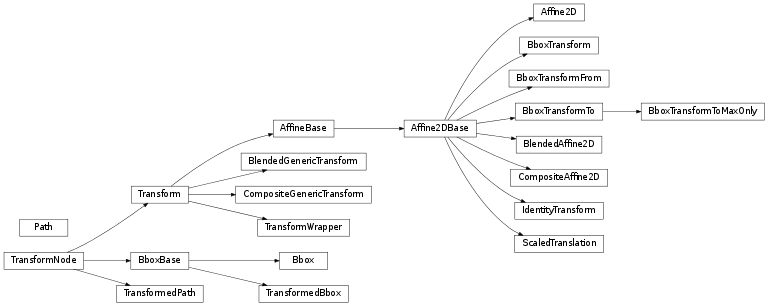 Affine2D
BboxTransform
BboxTransformFrom
BboxTransformTo
BboxTransformToMaxOnly
AffineBase
Affine2DBase
BlendedAffine2D
BlendedGenericTransform
CompositeAffine2D
Transform
CompositeGenericTransform
IdentityTransform
Path
TransformWrapper
ScaledTranslation
TransformNode
BboxBase
Bbox
TransformedPath
TransformedBbox